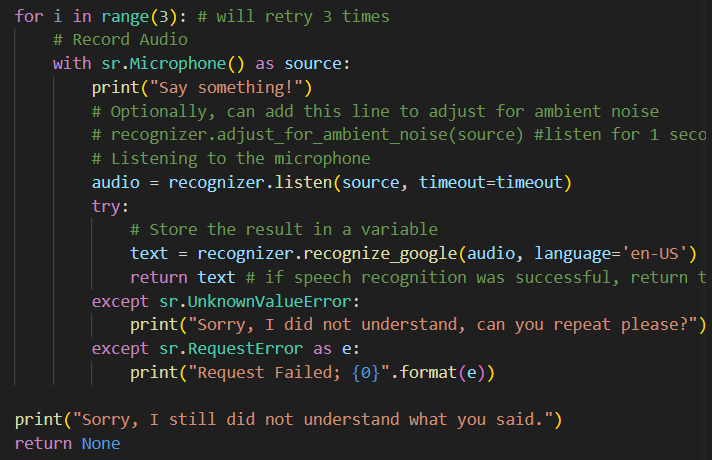 for i in range(3): # will retry 3 times
# Record Audio
with sr.Microphone() as source:
print("Say something!")
# Optionally, can add this line to adjust for ambient noise
# recognizer.adjust_for_ambient_noise(source) #listen for 1 seco
# Listening to the microphone
audio = recognizer.listen(source, timeout=timeout)
try:
# Store the result in a variable
text = recognizer.recognize_google(audio, language='en-US')
return text # if speech recognition was successful, return t
except sr.UnknownValueError:
print("Sorry, I did not understand, can you repeat please?")
except sr.RequestError as e:
print("Request Failed; {0}".format(e))
print("Sorry, I still did not understand what you said.")
return None